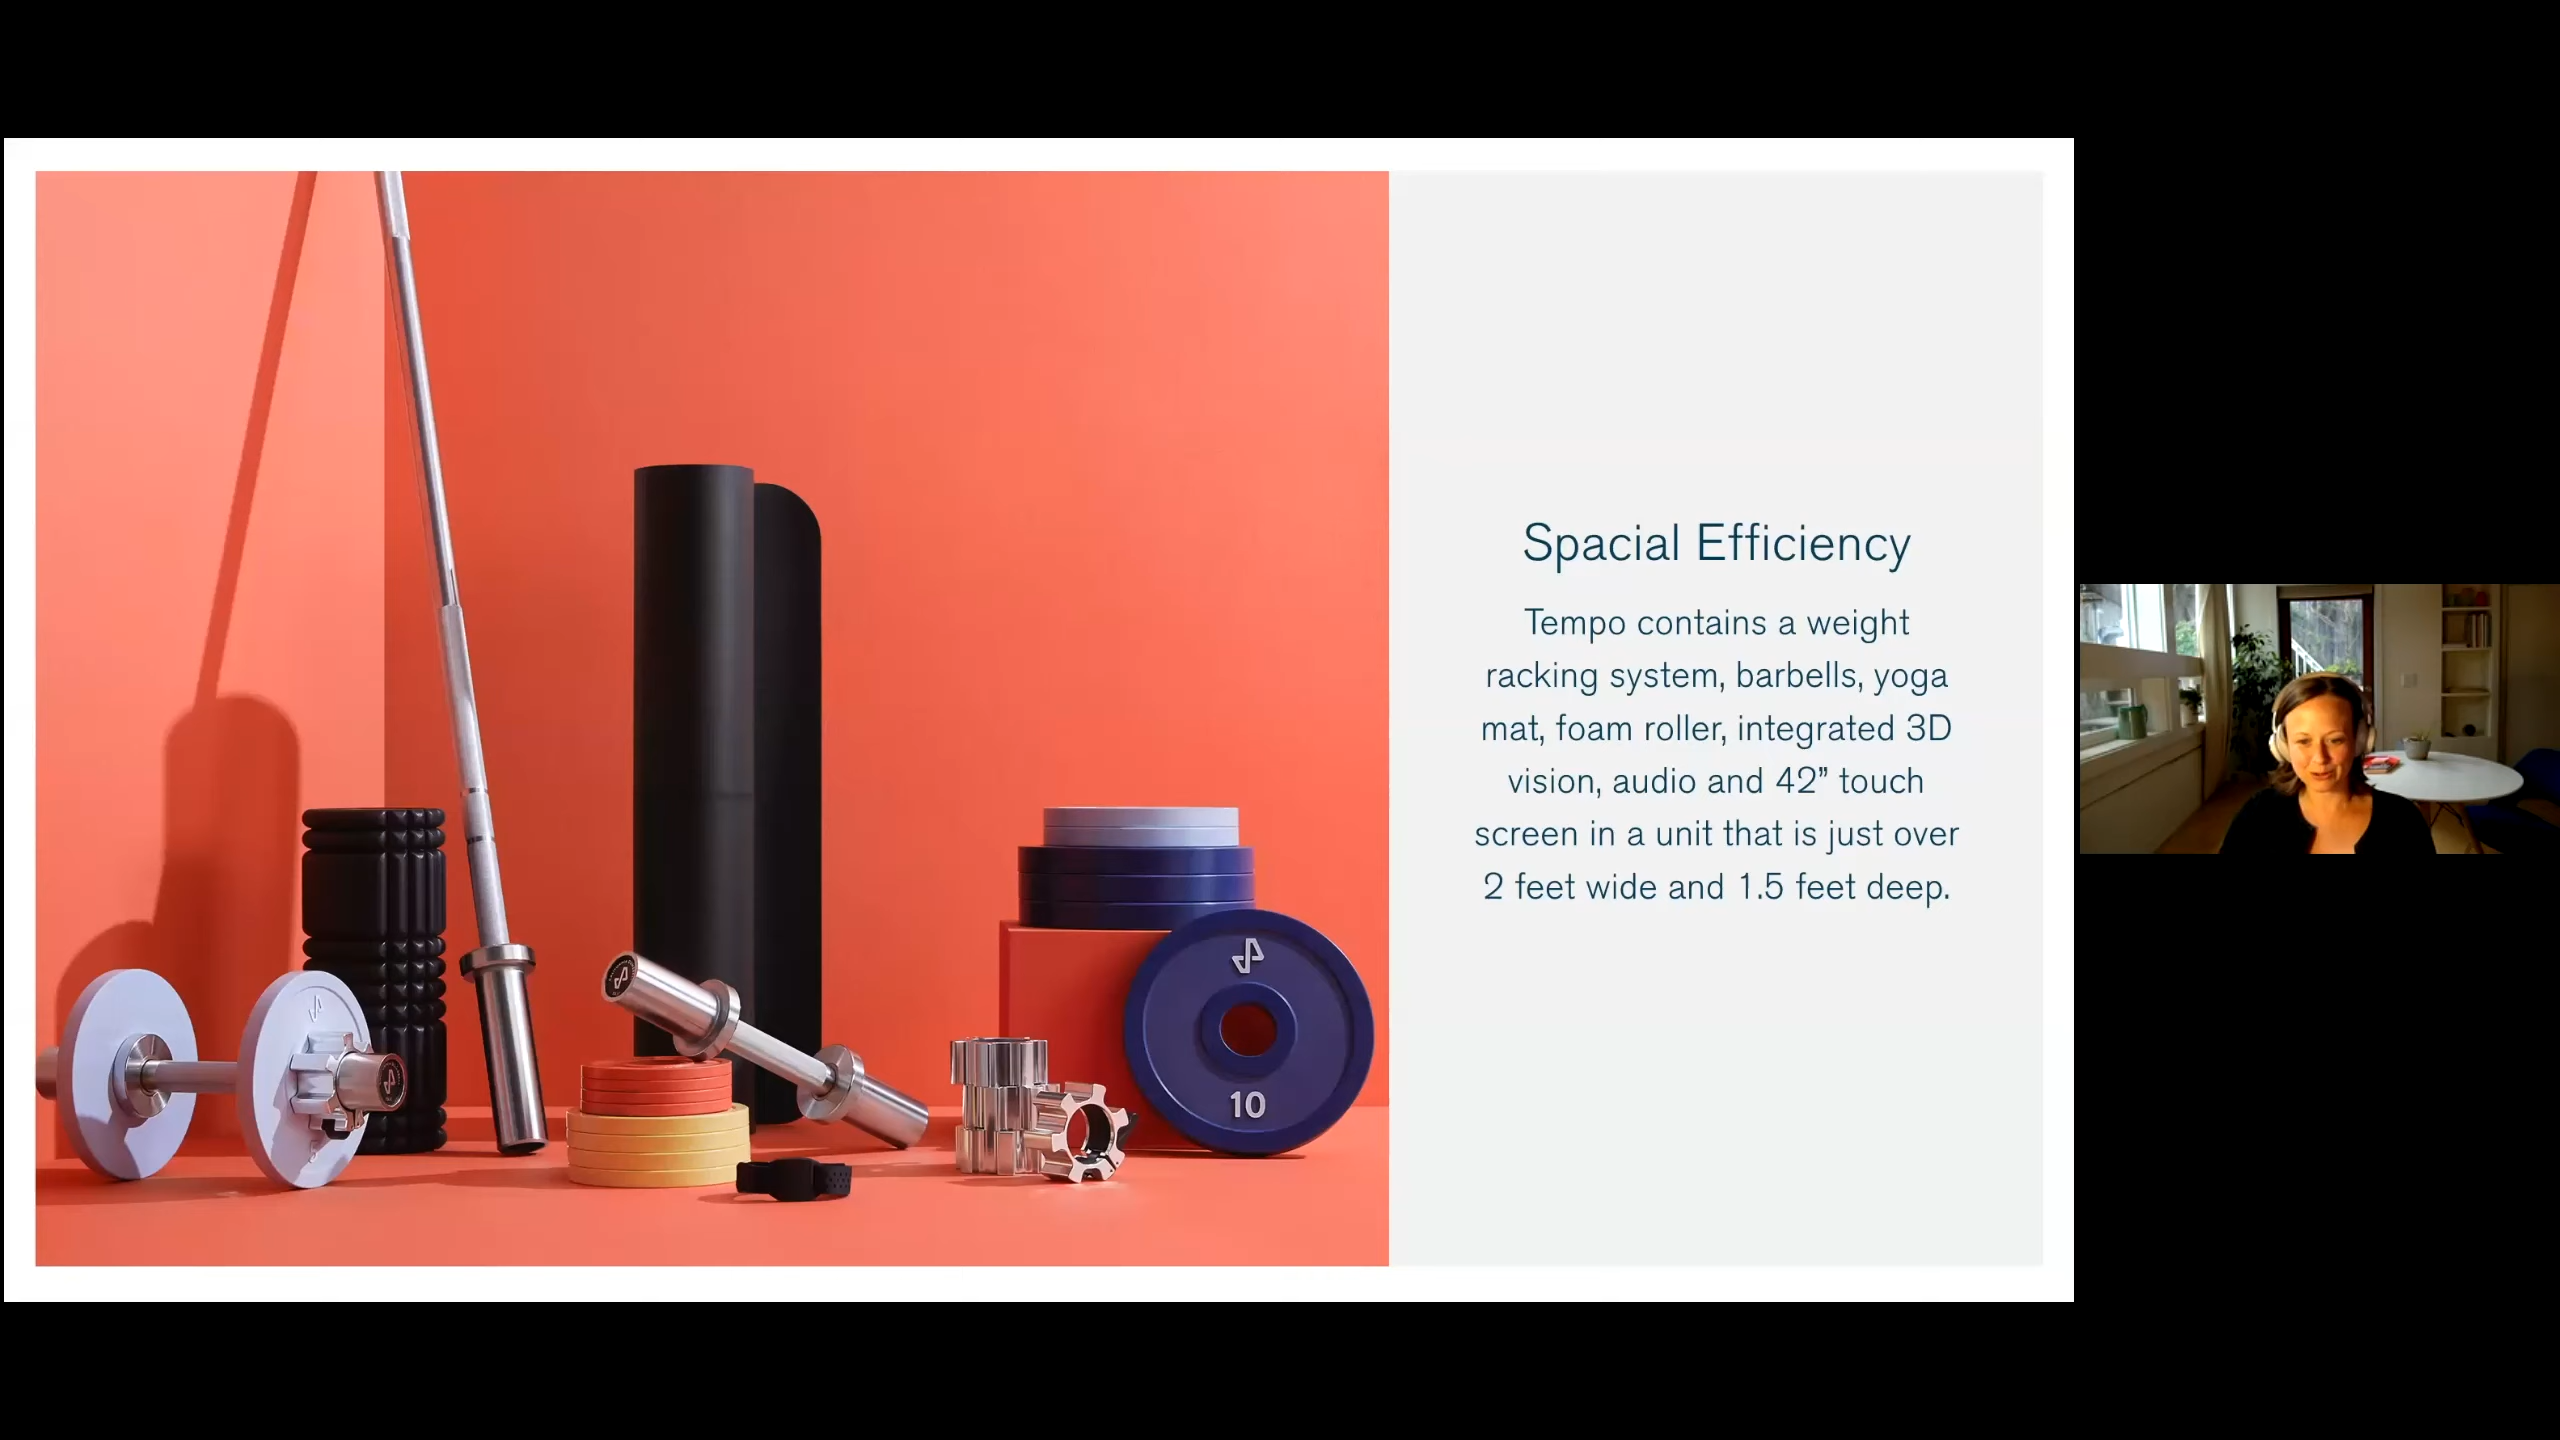 Spacial Efficiency
Tempo contains a weight
racking system, barbells, yoga
mat, foam roller, integrated 3D
vision, audio and 42” touch
screen in a unit that is just over
2 feet wide and 1.5 feet deep.
10